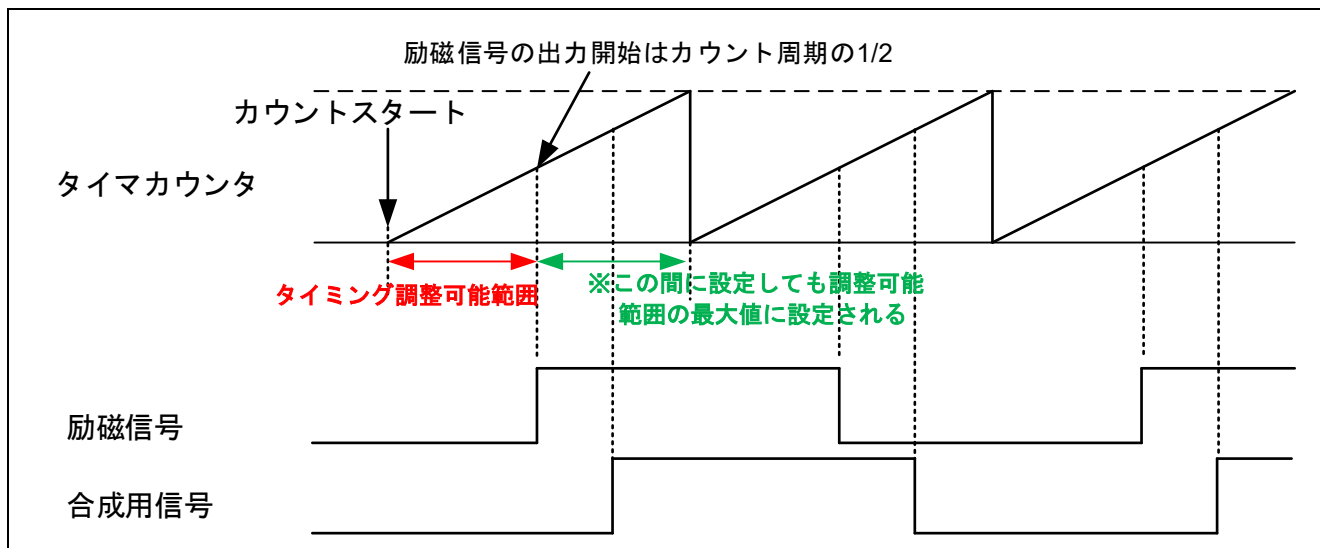 励磁信号の出力開始はカウント周期の1/2
カウントスタート
タイマカウンタ
タイミング調整可能範囲
※この間に設定しても調整可能
範囲の最大値に設定される
励磁信号
合成用信号